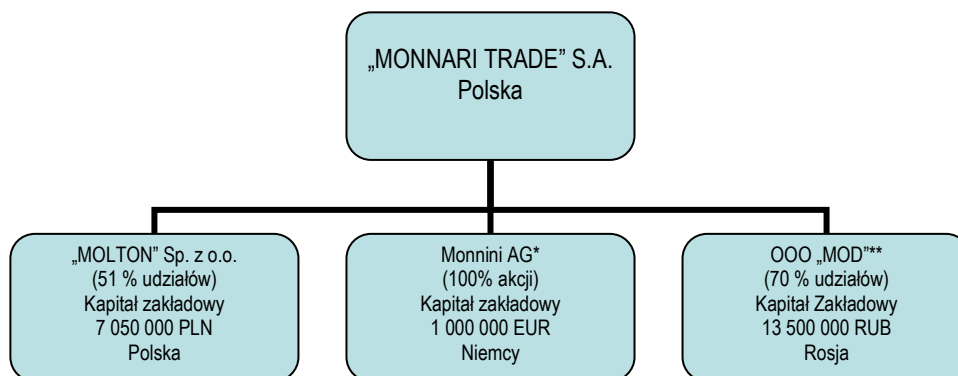 „MONNARI TRADE” S.A.
Polska
„MOLTON” Sp. z o.o.
(51 % udziałów)
Kapitał zakładowy
7 050 000 PLN
Polska
Monnini AG*
(100% akcji)
Kapitał zakładowy
1 000 000 EUR
Niemcy
OOO „MOD”**
(70 % udziałów)
Kapitał Zakładowy
13 500 000 RUB
Rosja